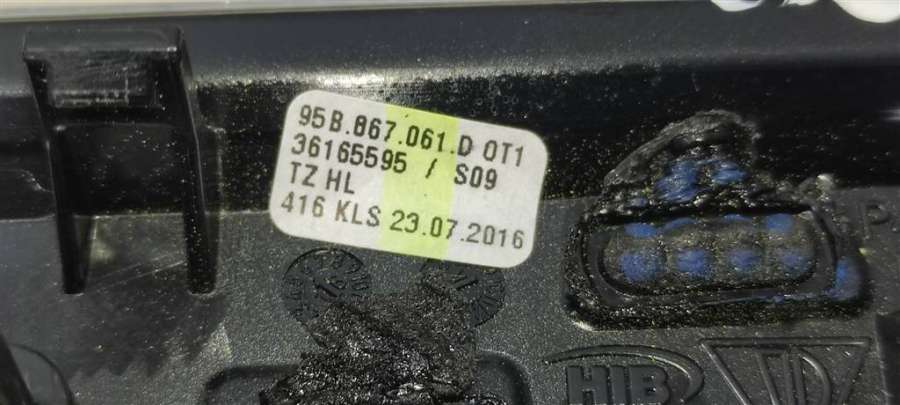 95B.867.061.D OT1
36165595 / S09
TZ HL
416 KLS 23.07.2016
HIB